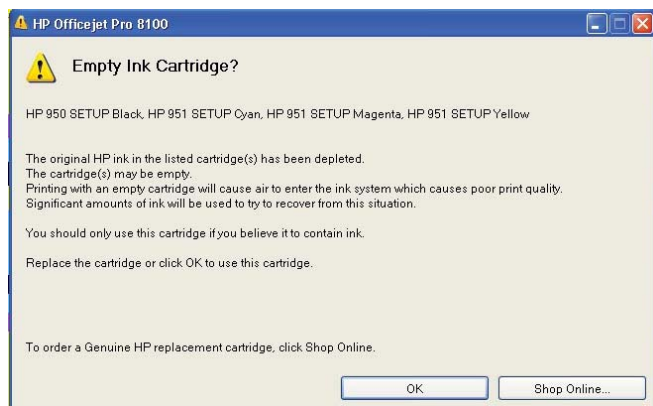 HP Officejet Pro 8100
Empty Ink Cartridge?
HP 950 SETUP Black, HP 951 SETUP Cyan, HP 951 SETUP Magenta, HP 951 SETUP Yellow
The original HP ink in the listed cartridge(s) has been depleted.
The cartridge(s) may be empty.
Printing with an empty cartridge will cause air to enter the ink system which causes poor print quality.
Significant amounts of ink will be used to try to recover from this situation.
You should only use this cartridge if you believe it to contain ink.
Replace the cartridge or click OK to use this cartridge.
To order a Genuine HP replacement cartridge, click Shop Online.
OK
Shop Online...